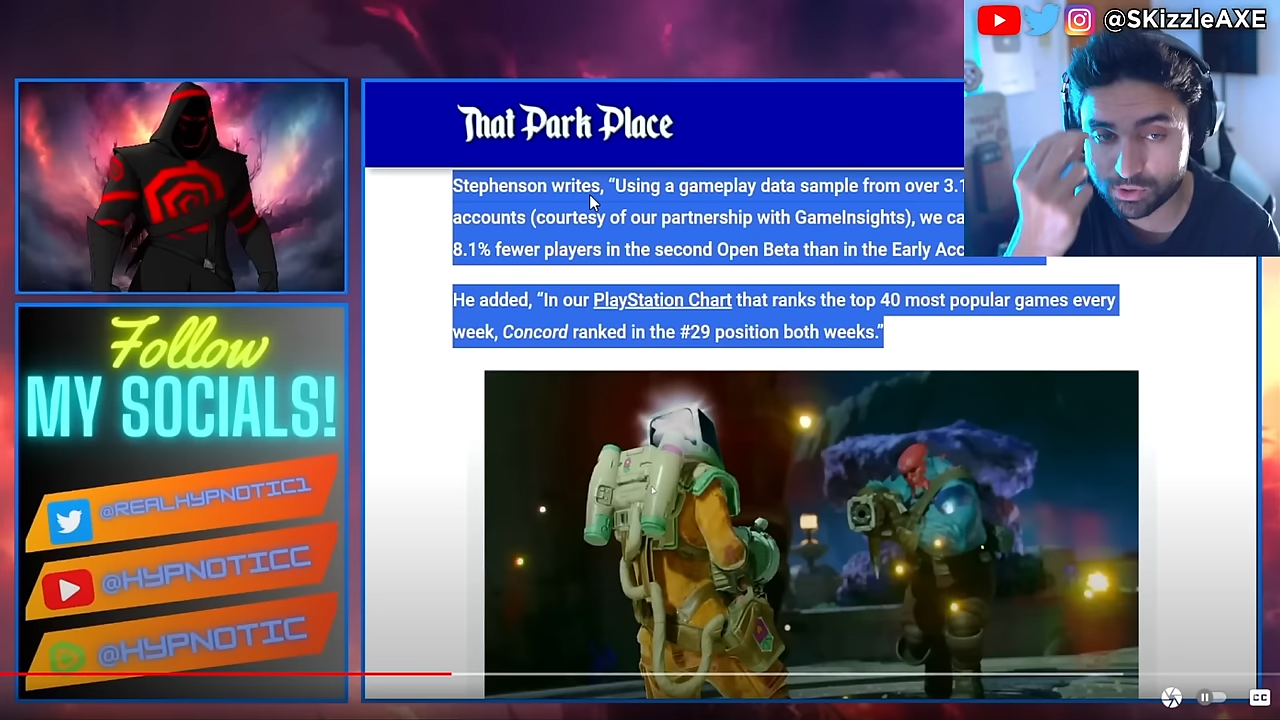 @SKizzleAXE
That Park Place
Stephenson writes, “Using a gameplay data sample from over 3.1
accounts (courtesy of our partnership with GameInsights), we ca
8.1% fewer players in the second Open Beta than in the Early Acc
He added, “In our PlayStation Chart that ranks the top 40 most popular games every
week, Concord ranked in the #29 position both weeks.”
Follow
MY SOCIALS!
@REALHYPNOTIC1
@HYPNOTICC
@HYPNOTIC
CC